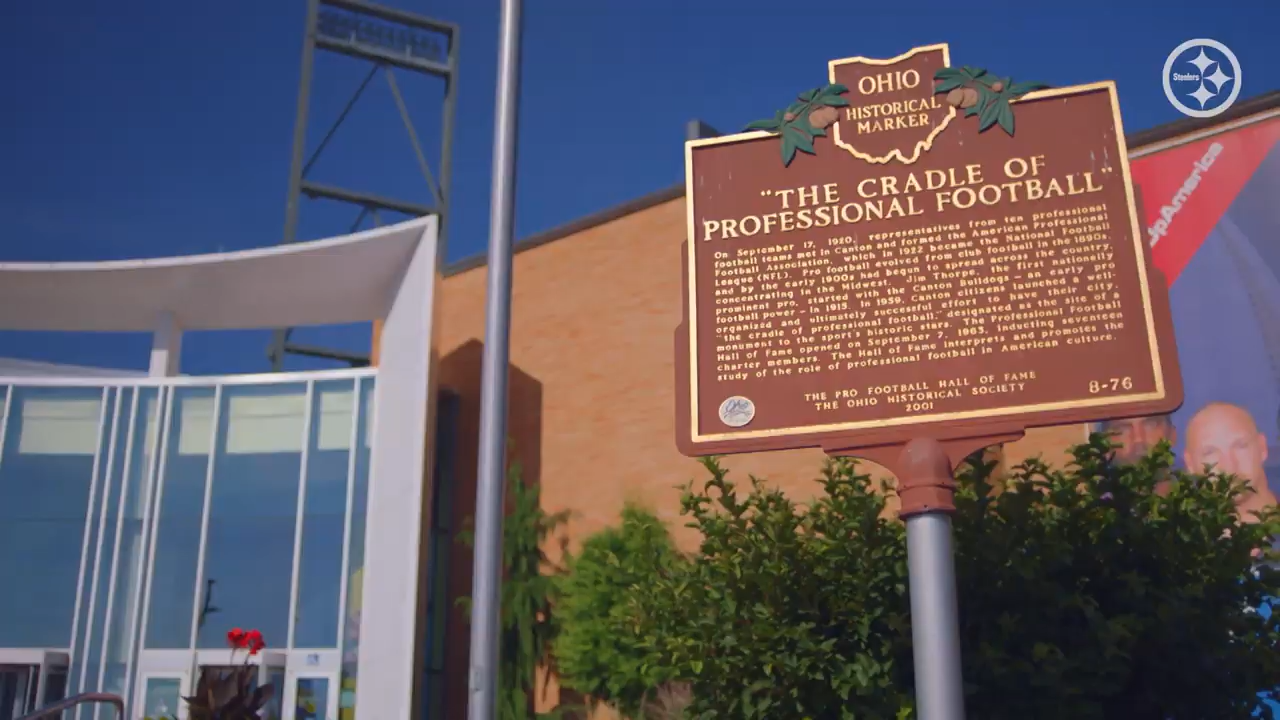 Steelers
OHIO
HISTORICAL
MARKER
"THE CRADLE OF
PROFESSIONAL FOOTBALL"
On September 17, 1920, representatives from ten professional
football teams met in Canton and formed the American Professional
Football Association, which in 1922 became the National Football
League (NFL). Pro football evolved from club football in the 1890s,
and by the early 1900s had begun to spread across the country,
concentrating in the Midwest. Jim Thorpe, the first nationally
prominent pro, started with the Canton Bulldogs – an early pro
football power – in 1915. In 1959, Canton citizens launched a well-
organized and ultimately successful effort to have their city,
"the cradle of professional football," designated as the site of a
monument to the sport's historic stars. The Professional Football
Hall of Fame opened on September 7, 1963, inducting seventeen
charter members. The Hall of Fame interprets and promotes the
study of the role of professional football in American culture.
THE PRO FOOTBALL HALL OF FAME
THE OHIO HISTORICAL SOCIETY
2001
8-76
UpAmerica